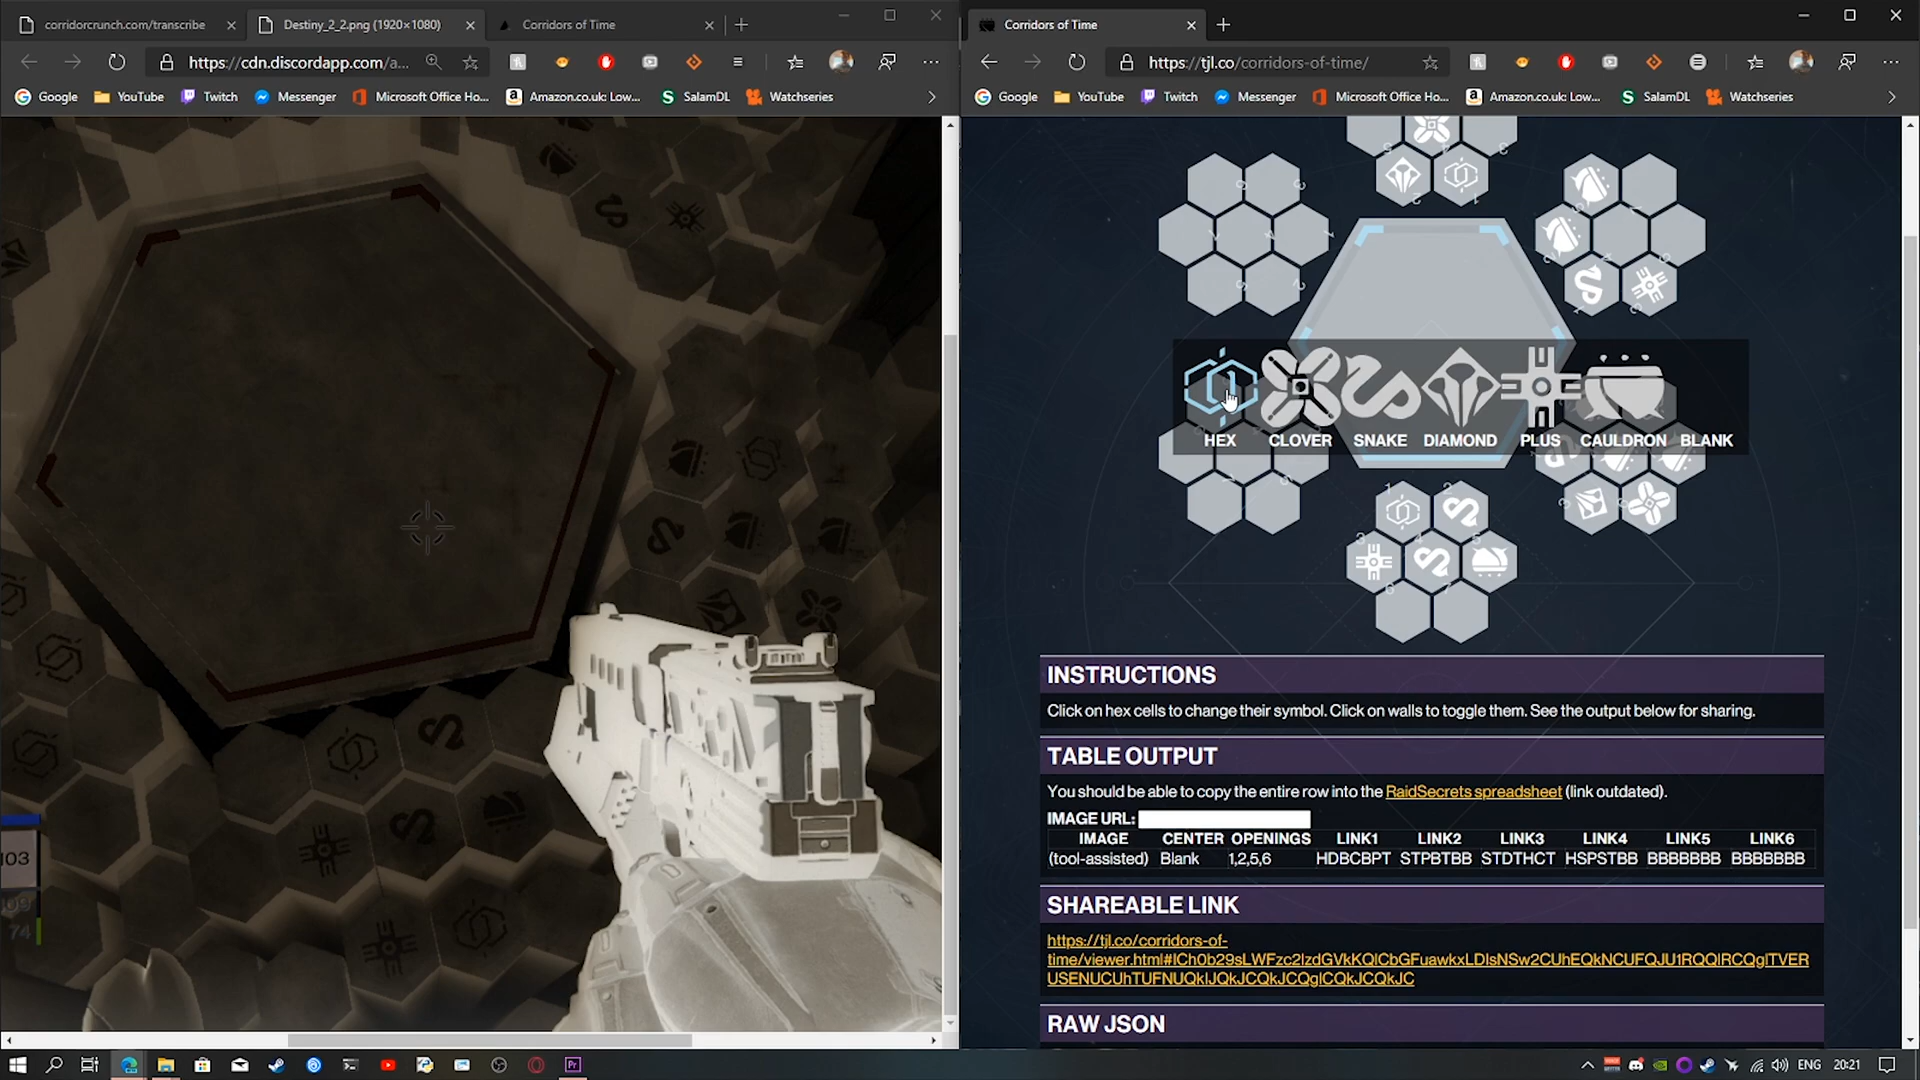 corridorcrunch.com/transcribe
Destiny_2_2.png (1920×1080)
Corridors of Time
https://cdn.discordapp.com/a...
Google
YouTube
Twitch
Messenger
Microsoft Office Ho...
Amazon.co.uk: Low...
SalamDL
Watchseries
103
74
Corridors of Time
https://tjl.co/corridors-of-time/
Google
YouTube
Twitch
Messenger
Microsoft Office Ho...
Amazon.co.uk: Low...
SalamDL
Watchseries
HEX CLOVER SNAKE DIAMOND PLUS CAULDRON BLANK
INSTRUCTIONS
Click on hex cells to change their symbol. Click on walls to toggle them. See the output below for sharing.
TABLE OUTPUT
You should be able to copy the entire row into the RaidSecrets spreadsheet (link outdated).
IMAGE URL:
IMAGE CENTER OPENINGS LINK1 LINK2 LINK3 LINK4 LINK5 LINK6
(tool-assisted) Blank 1,2,5,6 HDBCBPT STPBTBB STDTHCT HSPSTBB BBBBBBB BBBBBBB
SHAREABLE LINK
https://tjl.co/corridors-of-
time/viewer.html#ICh0b29sLWFzc2lzdGVkKQlCbGFuawkxLDIsNSw2CUhEQkNCUFQJU1RQQlRCQglTVER
USENUCUhTUFNUQklJQkJCQkJCQglCQkJCQkJC
RAW JSON
Pr
ENG
20:21